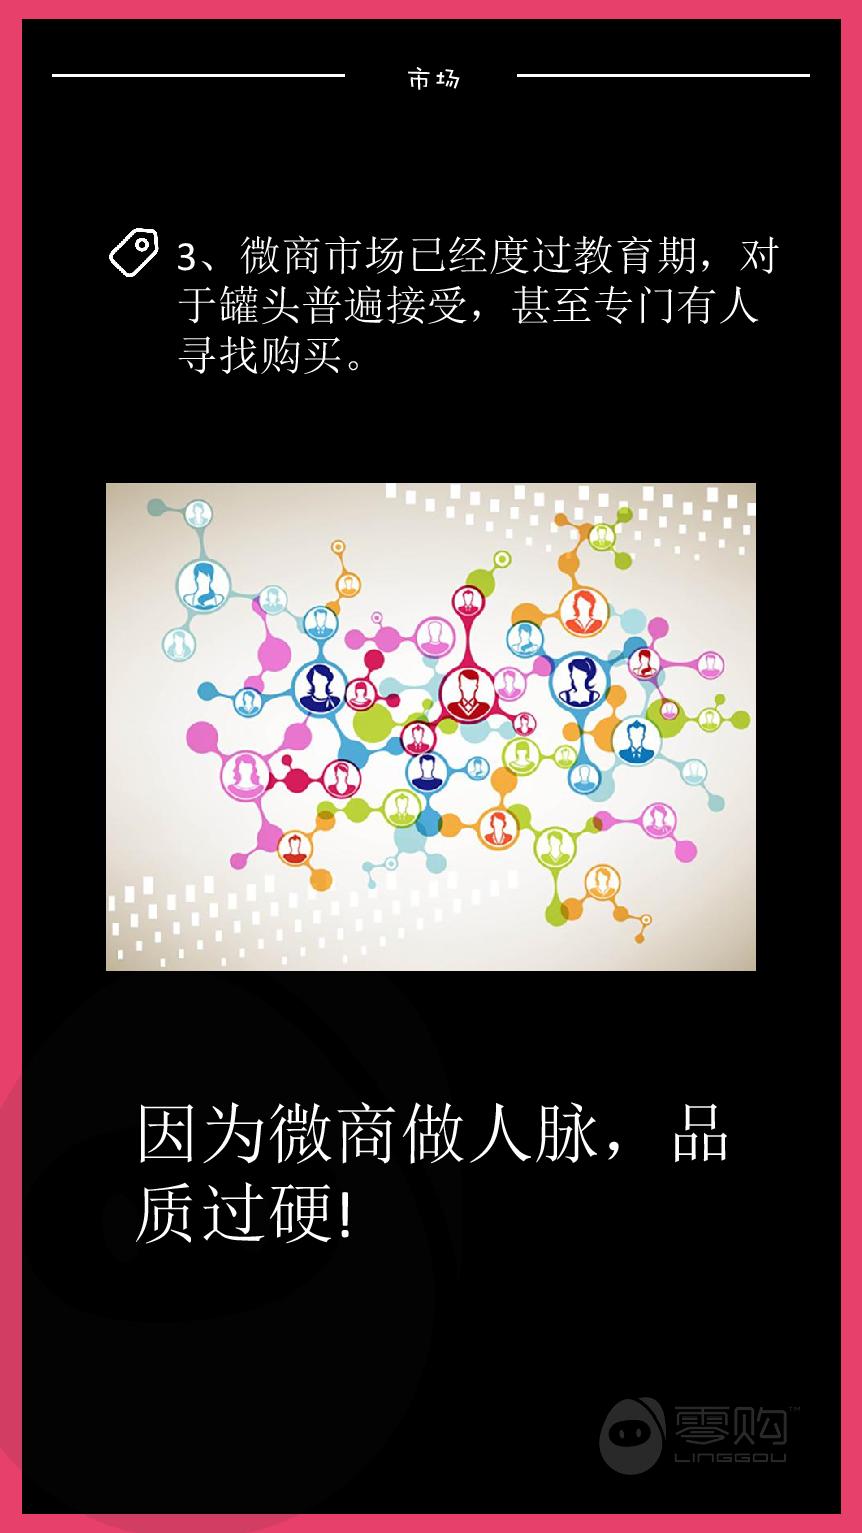 市场
3、微商市场已经度过教育期，对
于罐头普遍接受，甚至专门有人
寻找购买。
因为微商做人脉，品
质过硬!
零购™
LINGGOU